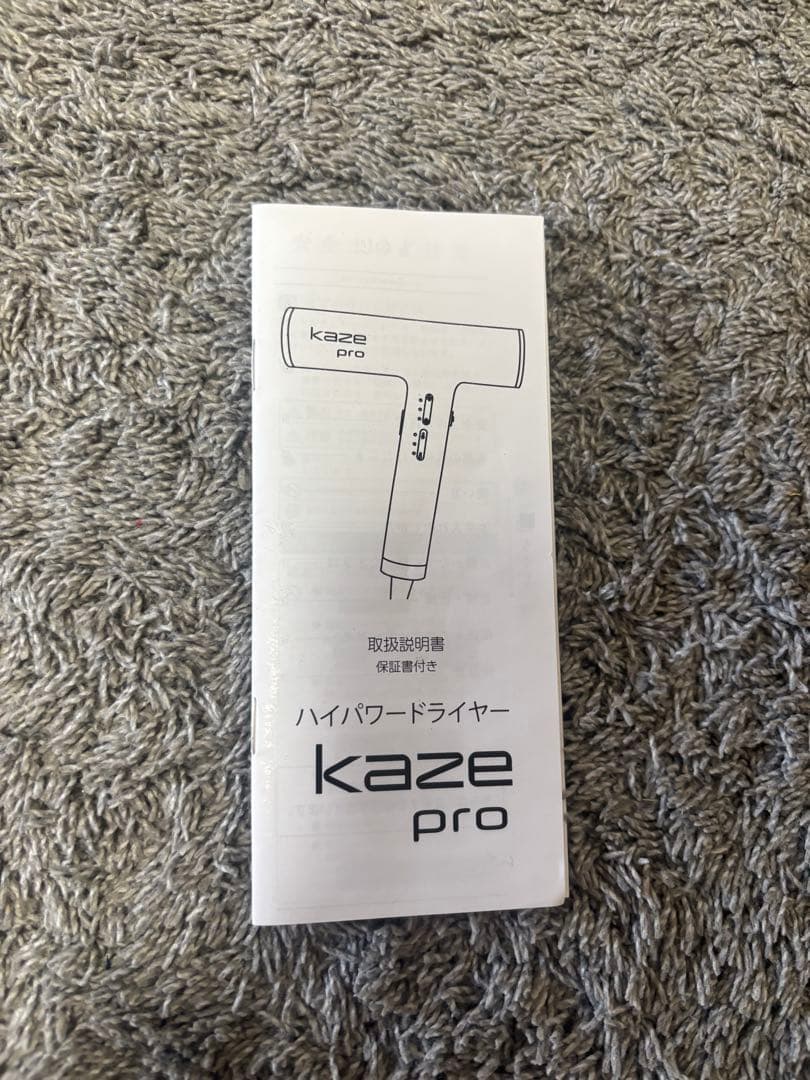 kaze
pro
取扱説明書
保証書付き
ハイパワードライヤー
kaze
pro